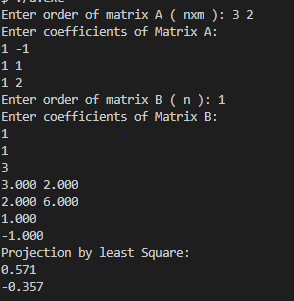 Enter order of matrix A ( nxm ): 3 2
Enter coefficients of Matrix A:
1 -1
1 1
1 2
Enter order of matrix B ( n ): 1
Enter coefficients of Matrix B:
1
1
3
3.000 2.000
2.000 6.000
1.000
-1.000
Projection by least Square:
0.571
-0.357